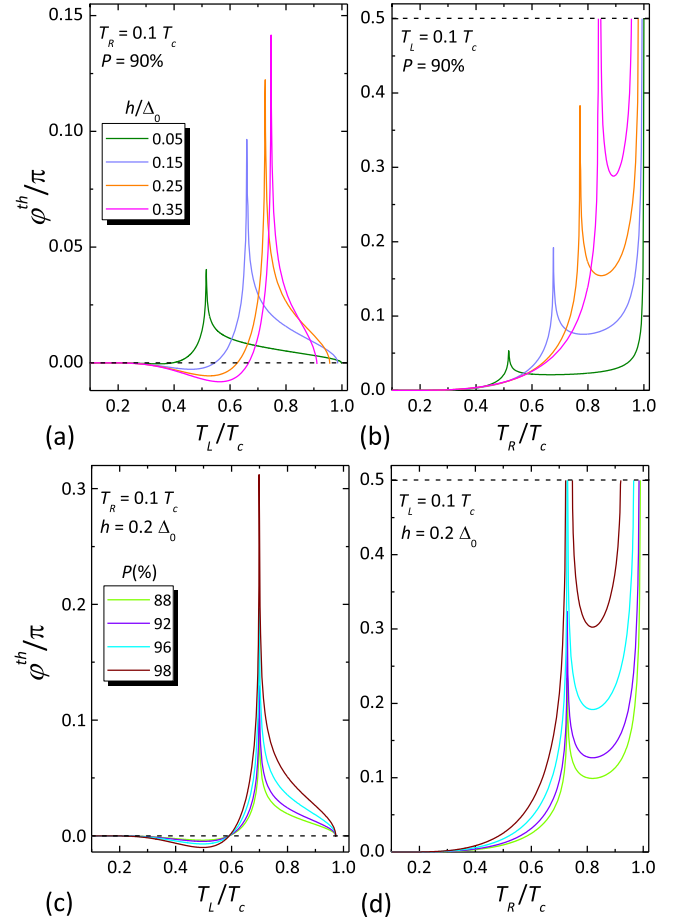 0.15
0.10
0.05
0.00
φ^th/π
T_R = 0.1 T_c
P = 90%
h/Δ_0
0.05
0.15
0.25
0.35
0.2 0.4 0.6 0.8 1.0
(a) T_L/T_c
0.5
0.4
0.3
0.2
0.1
0.0
T_L = 0.1 T_c
P = 90%
0.2 0.4 0.6 0.8 1.0
(b) T_R/T_c
0.3
0.2
0.1
0.0
φ^th/π
T_R = 0.1 T_c
h = 0.2 Δ_0
P(%)
88
92
96
98
0.2 0.4 0.6 0.8 1.0
(c) T_L/T_c
0.5
0.4
0.3
0.2
0.1
0.0
T_L = 0.1 T_c
h = 0.2 Δ_0
0.2 0.4 0.6 0.8 1.0
(d) T_R/T_c